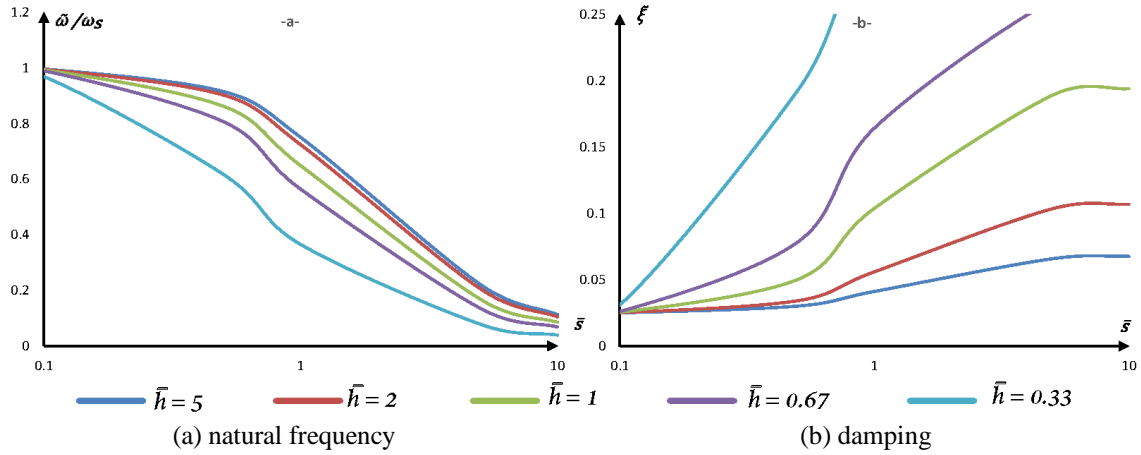 1.2
ω̃/ωs
-a-
1
0.8
0.6
0.4
0.2
0
s̄
0.1
1
10
0.25
ξ̃
-b-
0.2
0.15
0.1
0.05
0
s̄
0.1
1
10
h̄ = 5
h̄ = 2
h̄ = 1
h̄ = 0.67
h̄ = 0.33
(a) natural frequency
(b) damping